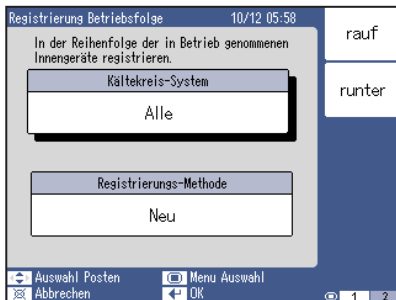 Registrierung Betriebsfolge 10/12 05:58
In der Reihenfolge der in Betrieb genommenen
Innengeräte registrieren.
Kältekreis-System
Alle
Registrierungs-Methode
Neu
rauf
runter
Auswahl Posten Menu Auswahl
Abbrechen OK
1 2